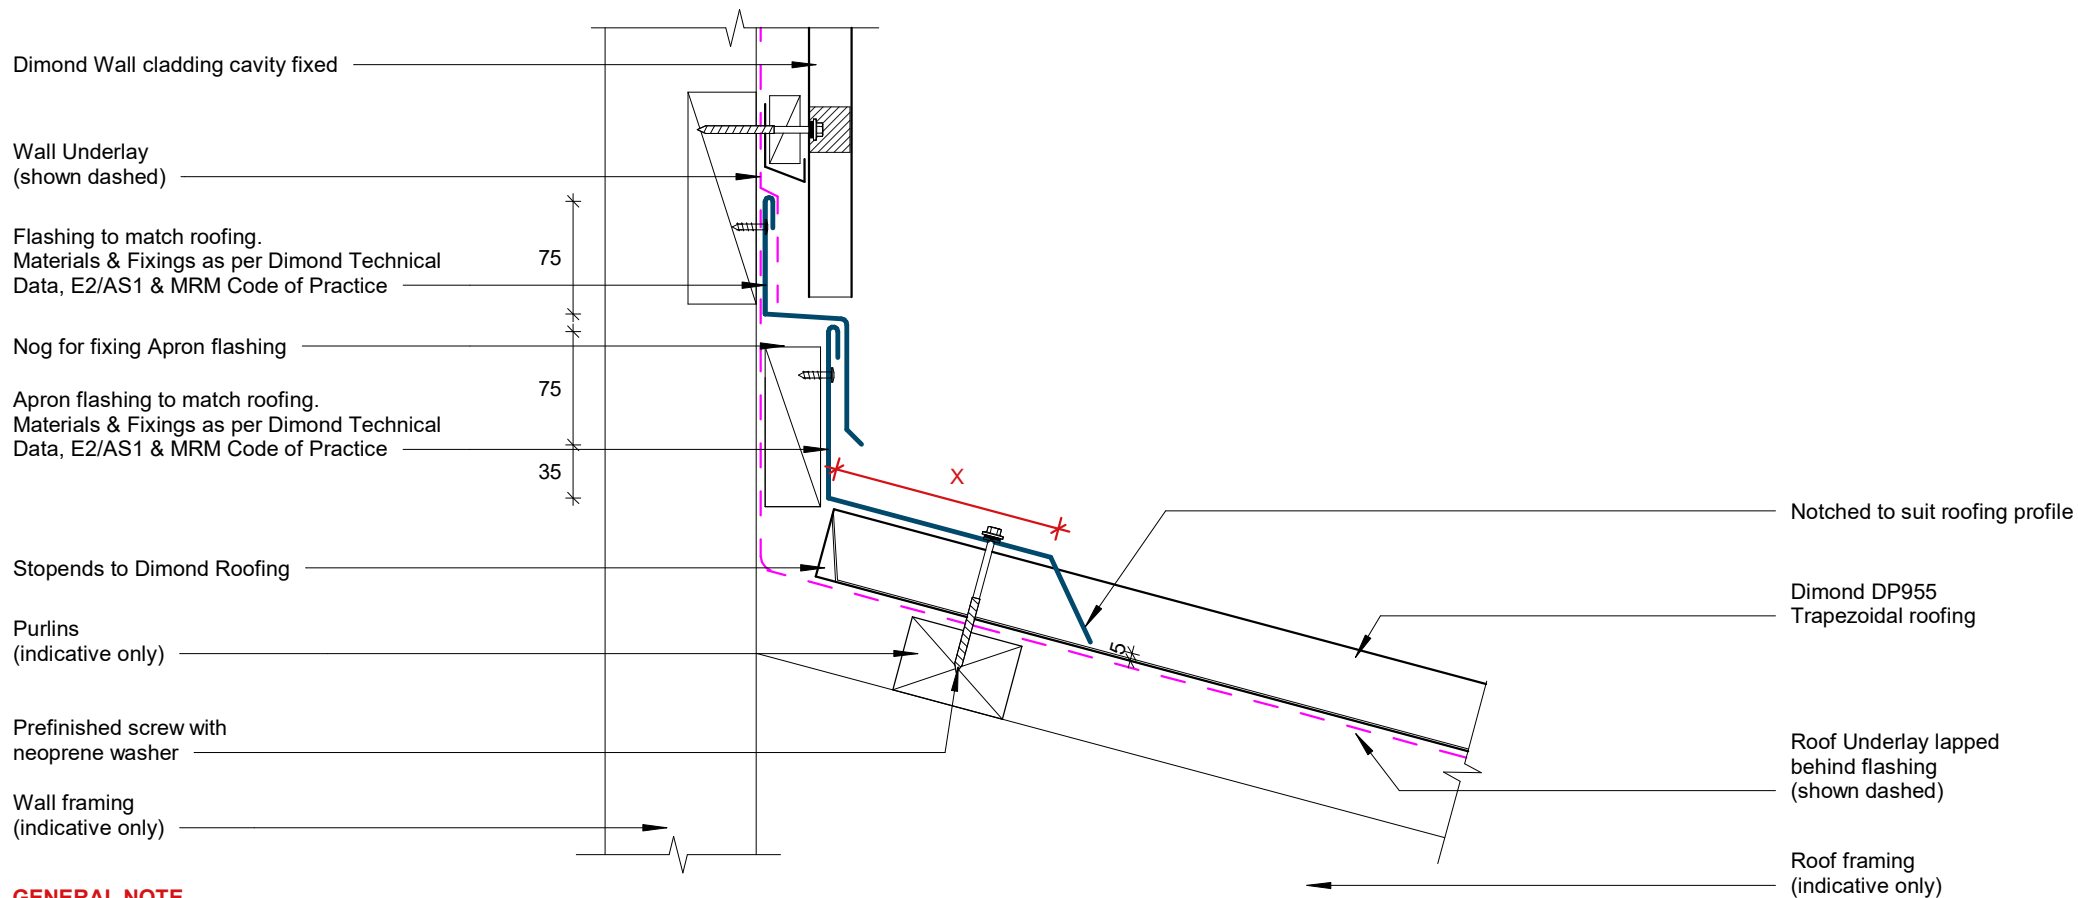 Dimond Wall cladding cavity fixed
Wall Underlay
(shown dashed)
Flashing to match roofing.
Materials & Fixings as per Dimond Technical
Data, E2/AS1 & MRM Code of Practice
Nog for fixing Apron flashing
Apron flashing to match roofing.
Materials & Fixings as per Dimond Technical
Data, E2/AS1 & MRM Code of Practice
Stopends to Dimond Roofing
Purlins
(indicative only)
Prefinished screw with
neoprene washer
Wall framing
(indicative only)
GENERAL NOTE
75
75
35
X
5
Notched to suit roofing profile
Dimond DP955
Trapezoidal roofing
Roof Underlay lapped
behind flashing
(shown dashed)
Roof framing
(indicative only)